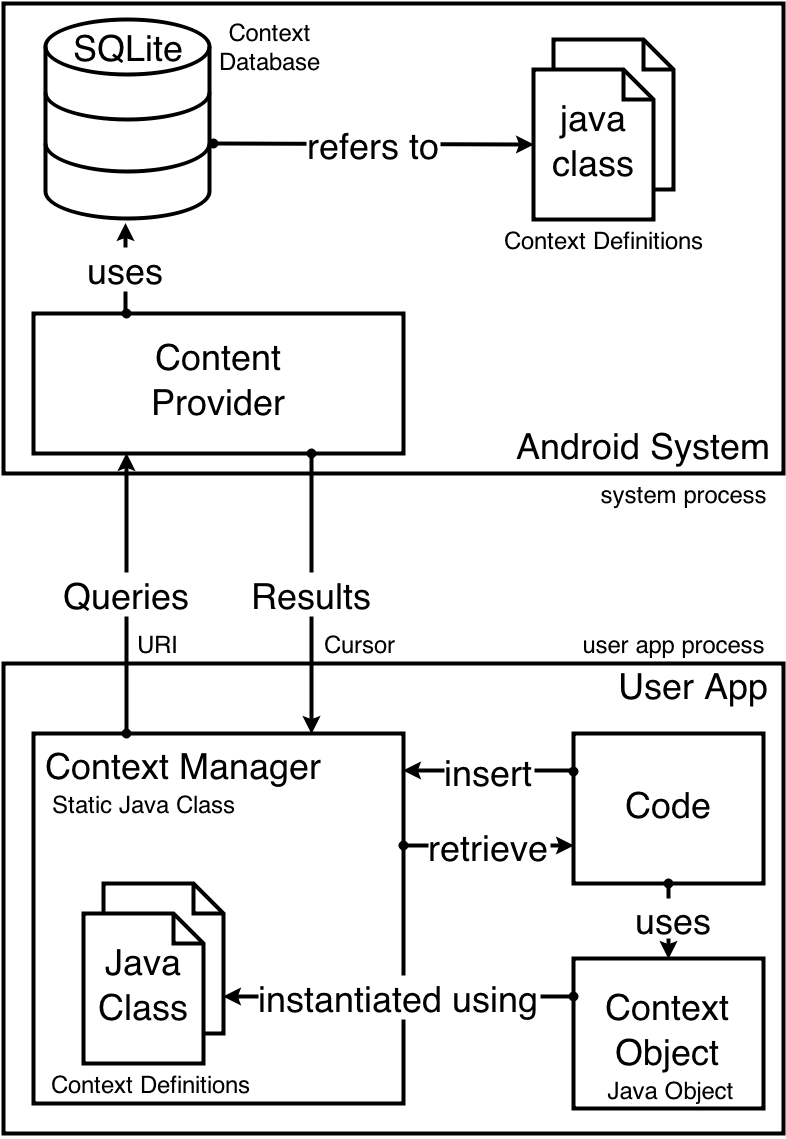 SQLite
Context
Database
refers to
java
class
Context Definitions
uses
Content
Provider
Android System
system process
Queries
Results
URI
Cursor
user app process
User App
Context Manager
Static Java Class
insert
Code
retrieve
uses
Java
Class
instantiated using
Context
Object
Java Object
Context Definitions